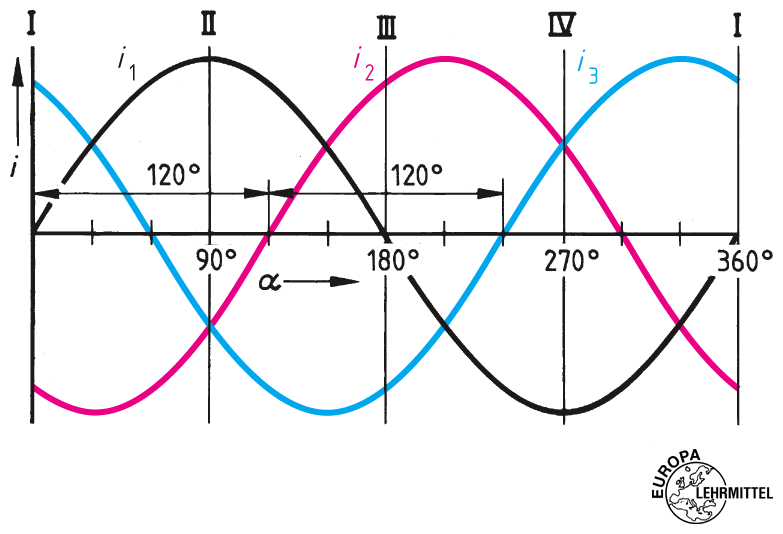 I II III IV I
i₁ i₂ i₃
i
120° 120°
90° 180° 270° 360°
α
EUROPA
LEHRMITTEL